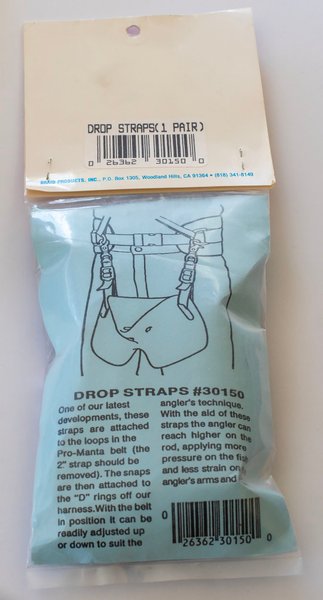 DROP STRAPS(1 PAIR)
0 26362 30150 0
BRAID PRODUCTS, INC., P.O. Box 1305, Woodland Hills, CA 91364 • (818) 341-8149
DROP STRAPS #30150
One of our latest
developments, these
straps are attached
to the loops in the
Pro-Manta belt (the
2" strap should be
removed). The snaps
are then attached to
the "D" rings off our
harness.With the belt
in position it can be
readily adjusted up
or down to suit the
angler's technique.
With the aid of these
straps the angler can
reach higher on the
rod, applying more
pressure on the fish
and less strain on
angler's arms and
0 26362 30150 0